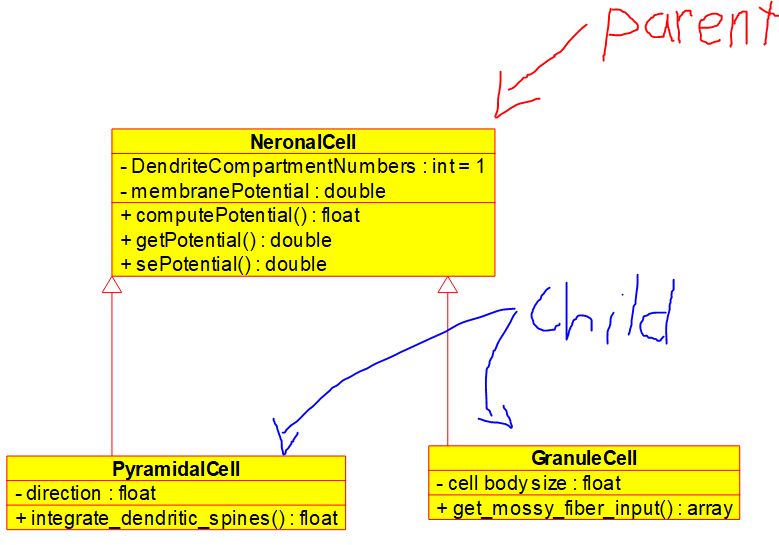 parent
NeronalCell
- DendriteCompartmentNumbers : int = 1
- membranePotential : double
+ computePotential() : float
+ getPotential() : double
+ sePotential() : double
Child
PyramidalCell
- direction : float
+ integrate_dendritic_spines() : float
GranuleCell
- cell body size : float
+ get_mossy_fiber_input() : array